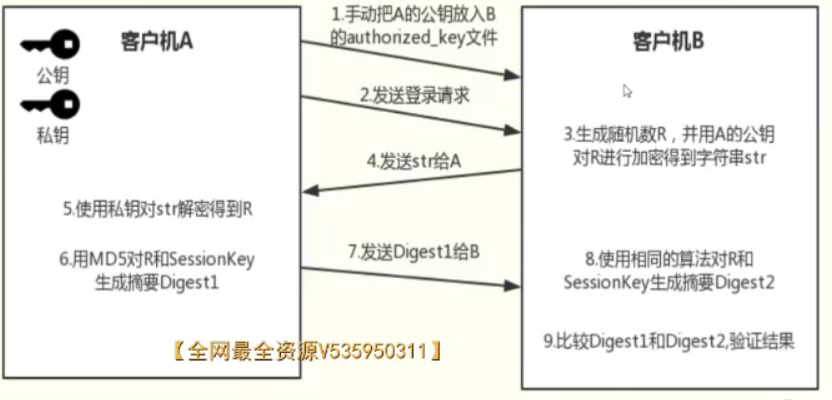 客户机A
公钥
私钥
1.手动把A的公钥放入B
的authorized_key文件
2.发送登录请求
客户机B
3.生成随机数R，并用A的公钥
对R进行加密得到字符串str
4.发送str给A
5.使用私钥对str解密得到R
6.用MD5对R和SessionKey
生成摘要Digest1
7.发送Digest1给B
8.使用相同的算法对R和
SessionKey生成摘要Digest2
9.比较Digest1和Digest2,验证结果
【全网最全资源V535950311】